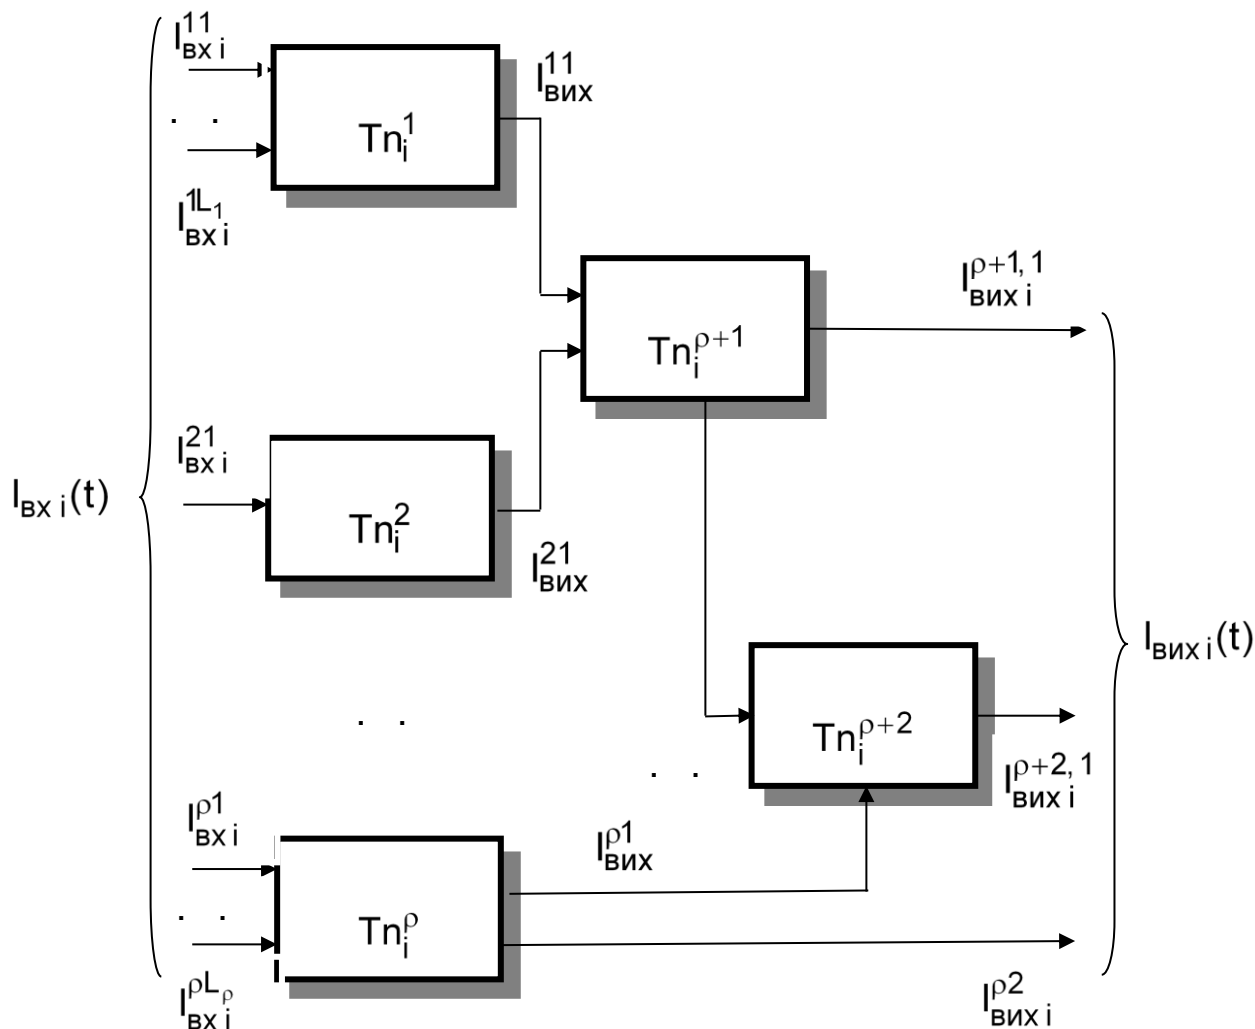 I^{11}_{вх i}
I^{11}_{вих}
. .
Tn^1_i
I^{1L_1}_{вх i}
I^{ρ+1, 1}_{вих i}
Tn^{ρ+1}_i
I^{21}_{вх i}
I_{вх i}(t)
Tn^2_i
I^{21}_{вих}
I_{вих i}(t)
. .
Tn^{ρ+2}_i
. .
I^{ρ+2, 1}_{вих i}
I^{ρ1}_{вх i}
I^{ρ1}_{вих}
. .
Tn^ρ_i
I^{ρL_ρ}_{вх i}
I^{ρ2}_{вих i}